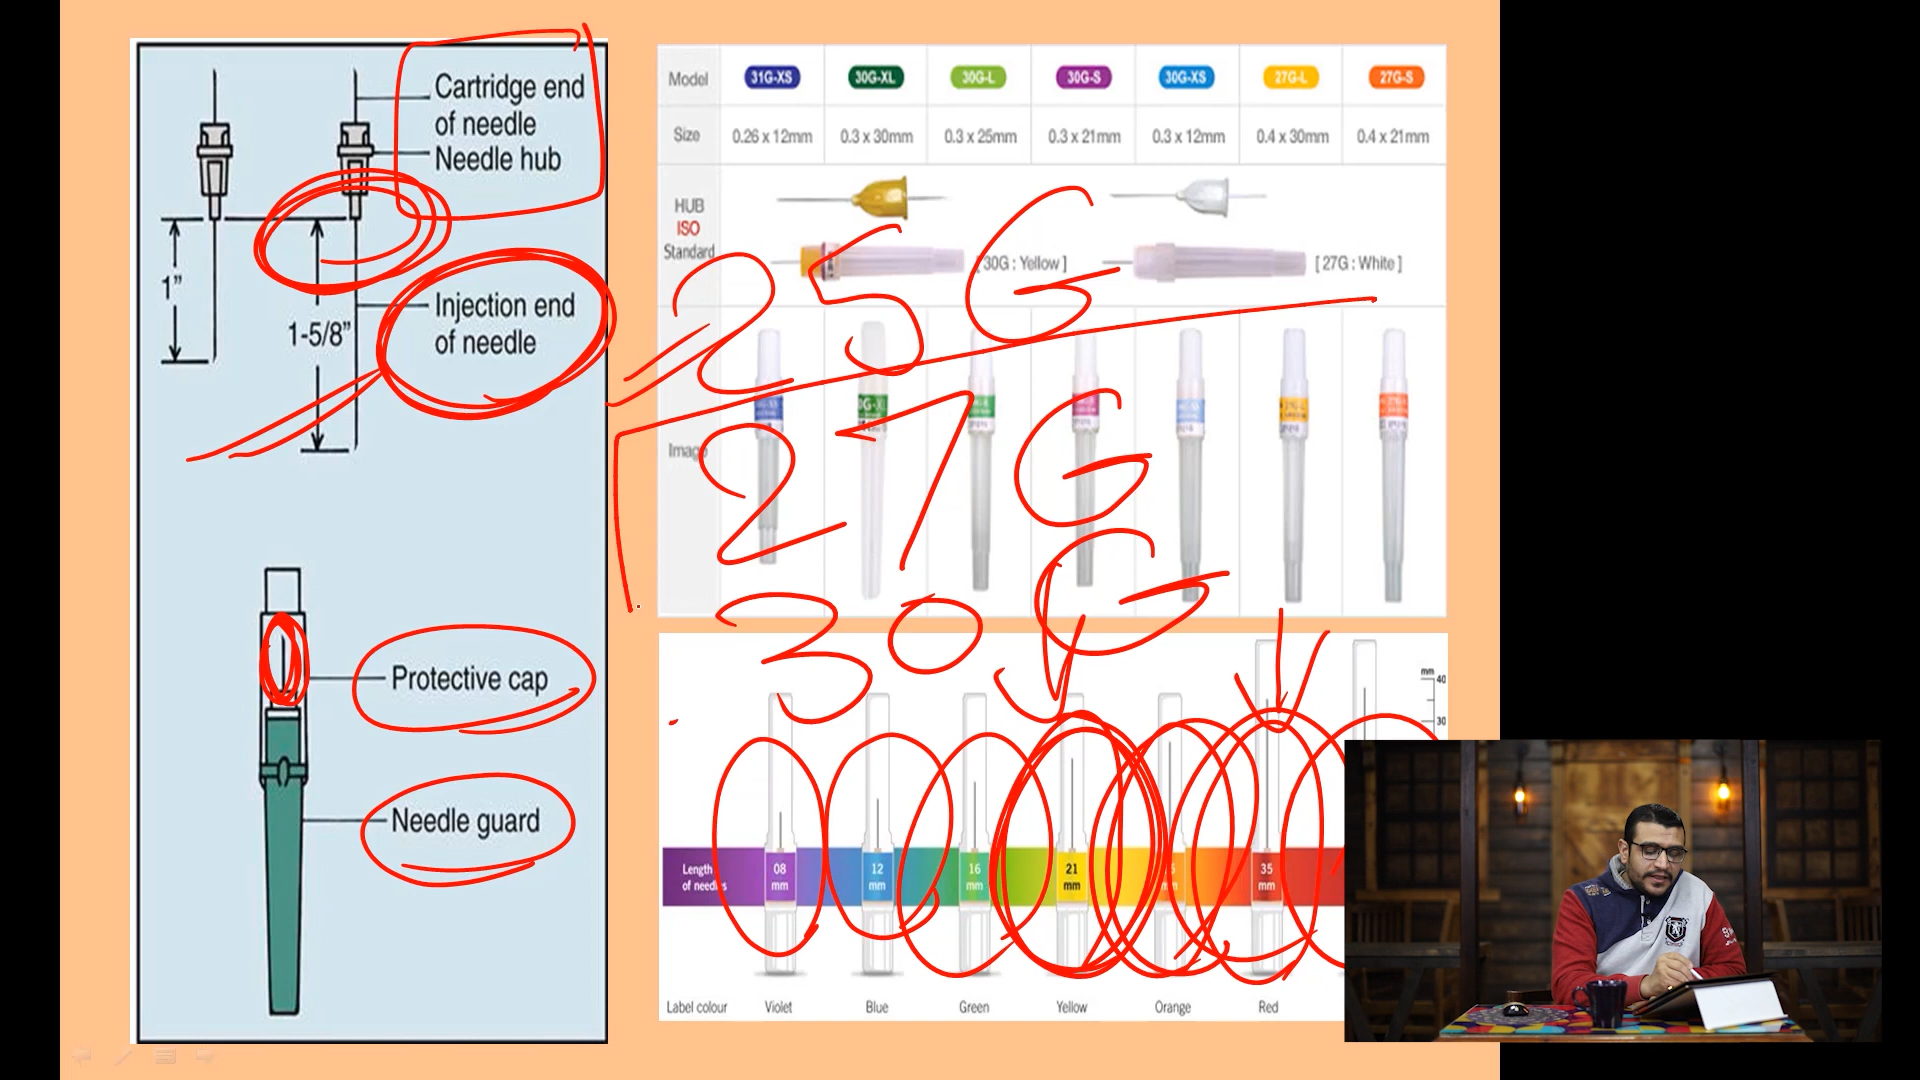 Cartridge end
of needle
Needle hub
1”
1-5/8”
Injection end
of needle
Protective cap
Needle guard
Model 31G-XS 30G-XL 30G-L 30G-S 30G-XS 27G-L 27G-S
Size 0.26 x 12mm 0.3 x 30mm 0.3 x 25mm 0.3 x 21mm 0.3 x 12mm 0.4 x 30mm 0.4 x 21mm
HUB
ISO
Standard
[ 30G : Yellow ] [ 27G : White ]
Image
25G
27G
30G
mm
40
30
Length
of needles
08
mm
12
mm
16
mm
21
mm
35
mm
Label colour Violet Blue Green Yellow Orange Red